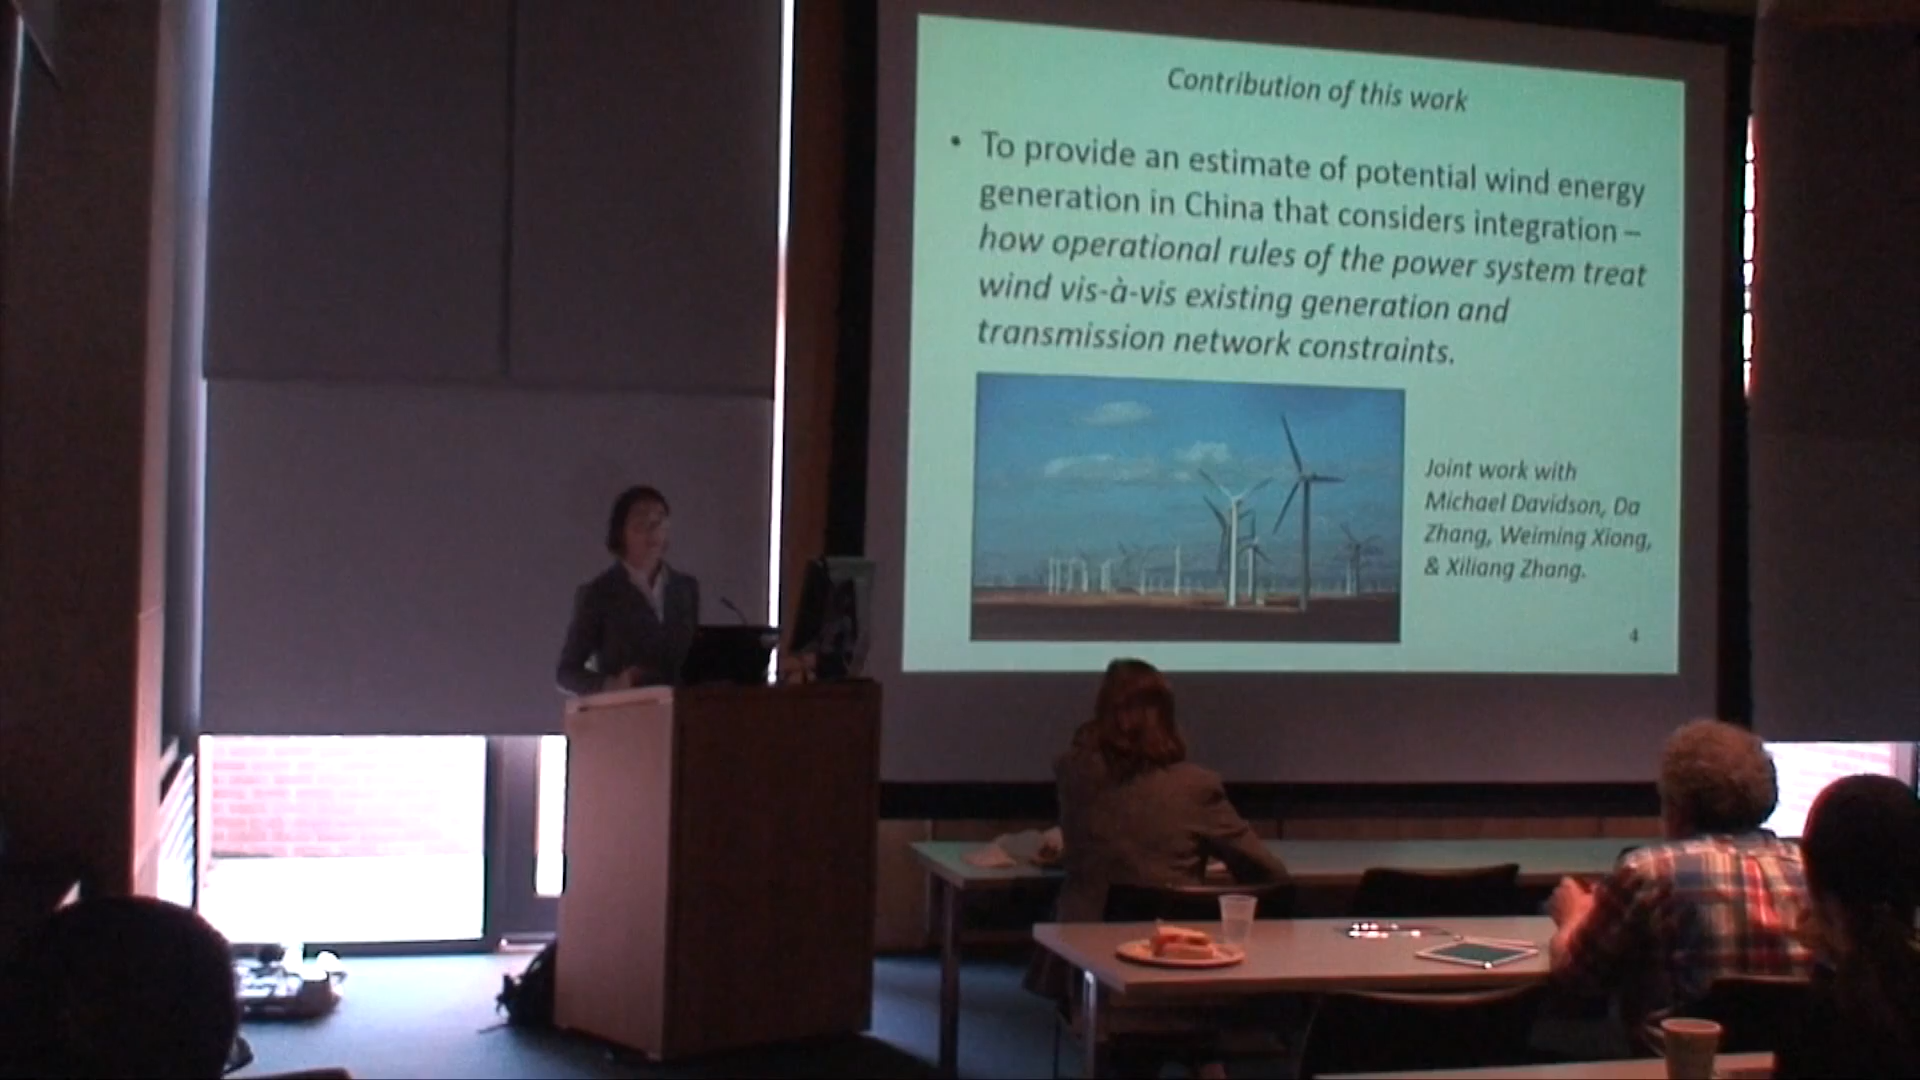 Contribution of this work
• To provide an estimate of potential wind energy
generation in China that considers integration –
how operational rules of the power system treat
wind vis-à-vis existing generation and
transmission network constraints.
Joint work with
Michael Davidson, Da
Zhang, Weiming Xiong,
& Xiliang Zhang.
4